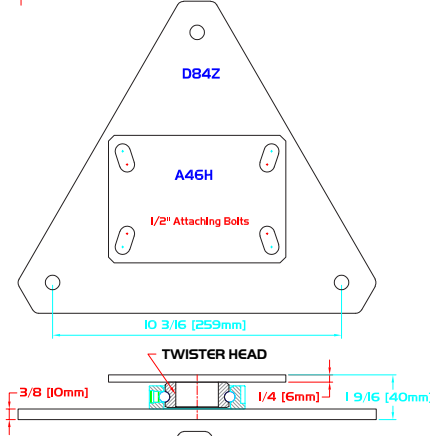 D84Z
A46H
1/2" Attaching Bolts
10 3/16 [259mm]
TWISTER HEAD
3/8 [10mm]
1/4 [6mm]
1 9/16 [40mm]